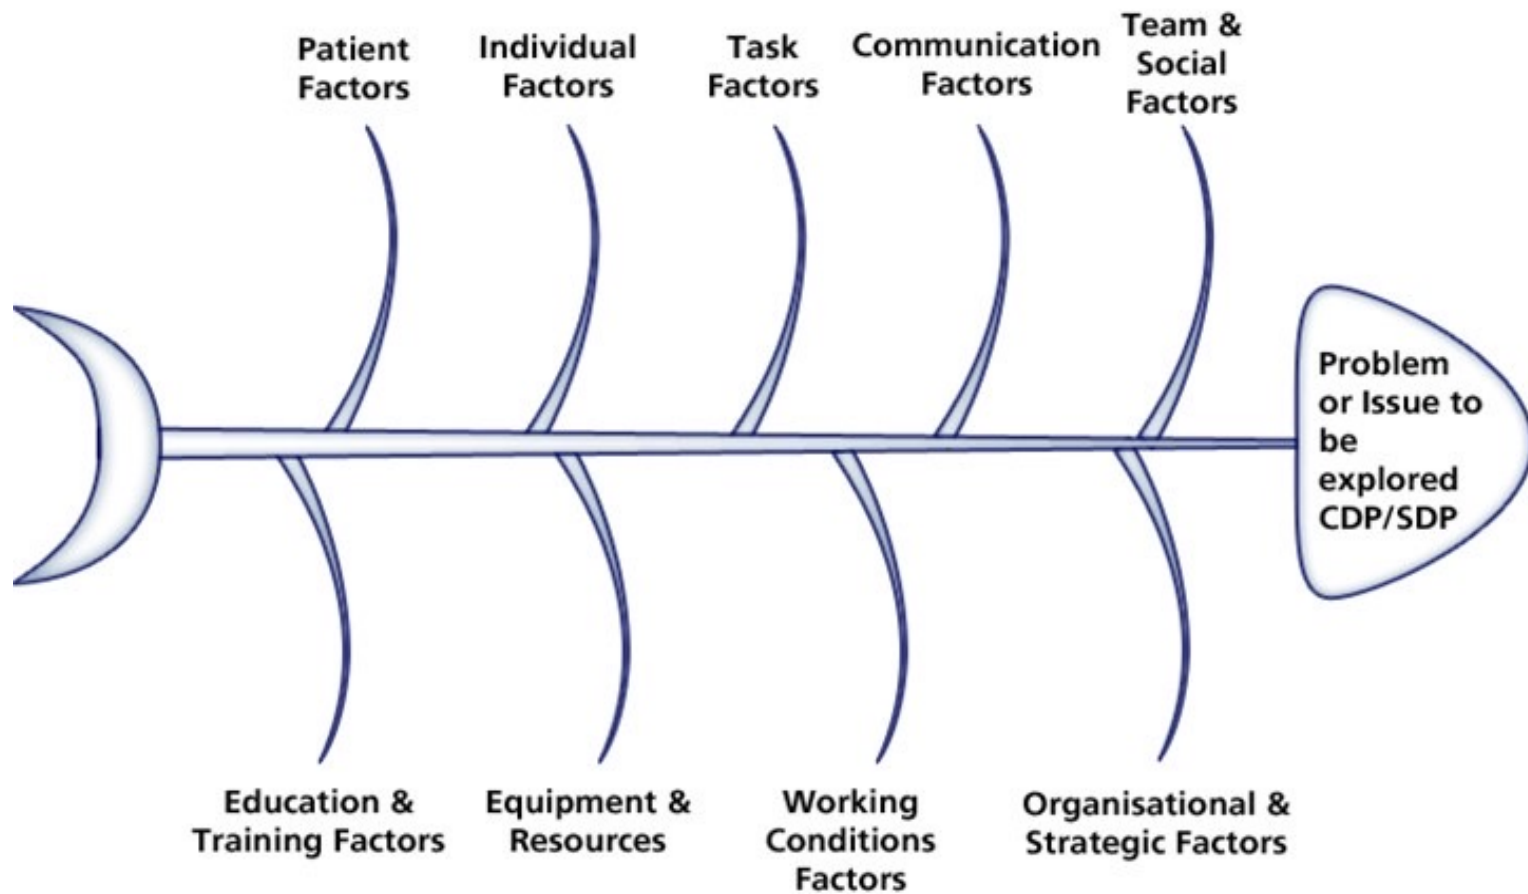 Patient
Factors
Individual
Factors
Task
Factors
Communication
Factors
Team &
Social
Factors
Problem
or Issue to
be
explored
CDP/SDP
Education &
Training Factors
Equipment &
Resources
Working
Conditions
Factors
Organisational &
Strategic Factors